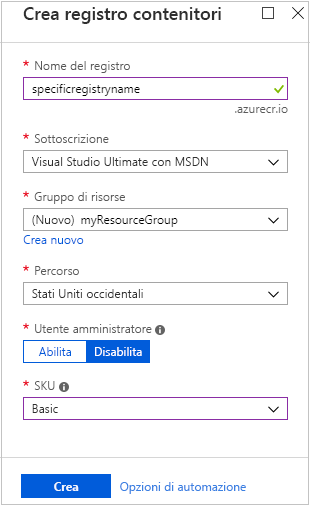 Crea registro contenitori
* Nome del registro
specificregistryname
.azurecr.io
* Sottoscrizione
Visual Studio Ultimate con MSDN
* Gruppo di risorse
(Nuovo) myResourceGroup
Crea nuovo
* Percorso
Stati Uniti occidentali
* Utente amministratore
Abilita Disabilita
* SKU
Basic
Crea Opzioni di automazione